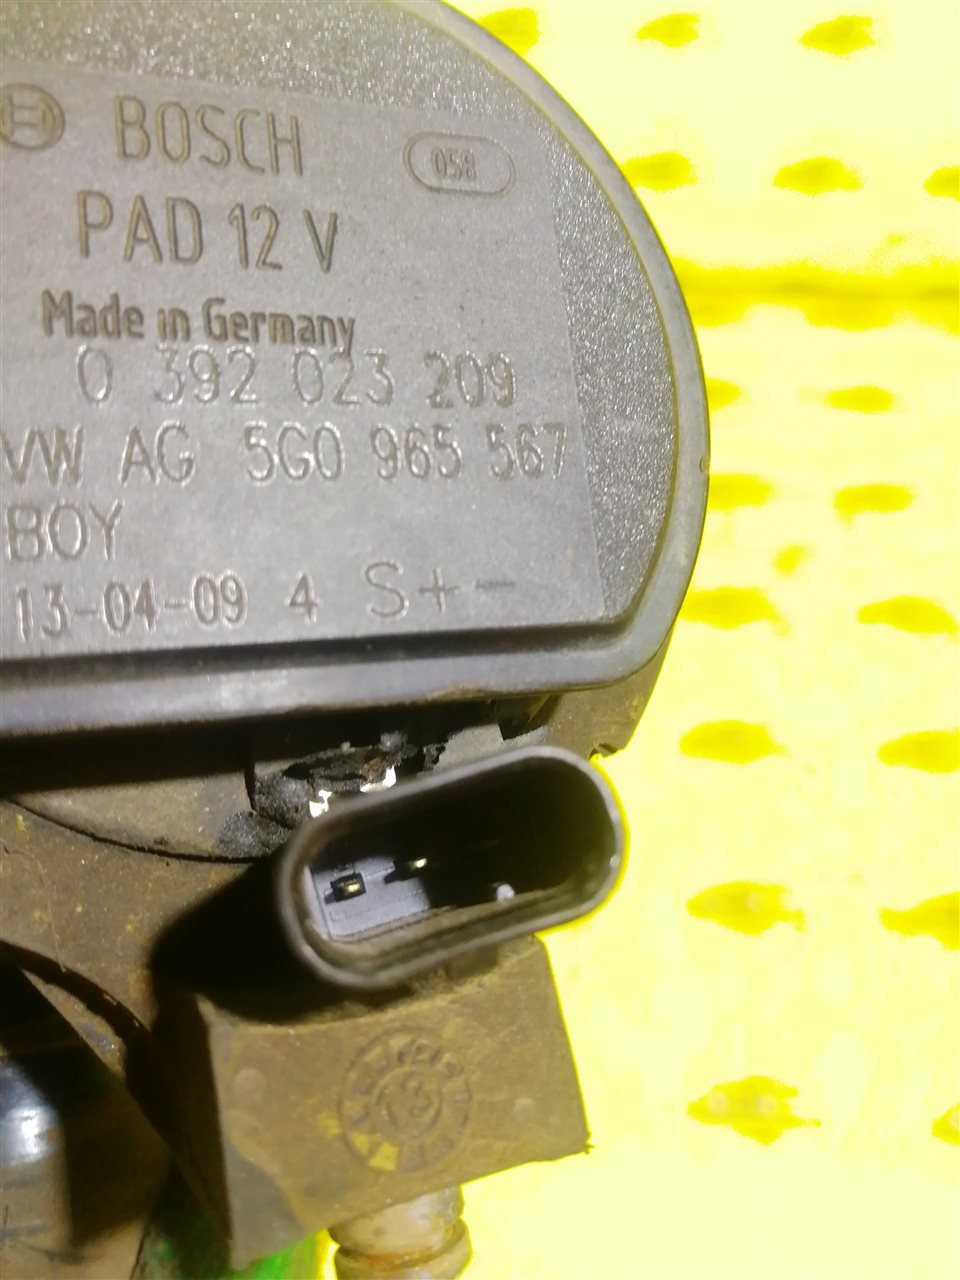 BOSCH
058
PAD 12 V
Made in Germany
0 392 023 209
VW AG 5G0 965 567
BOY
13-04-09 4 S + -
13